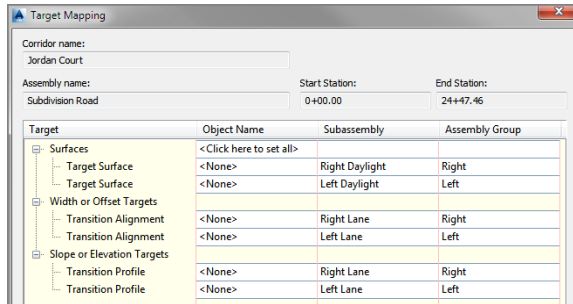 Target Mapping
Corridor name:
Jordan Court
Assembly name: Start Station: End Station:
Subdivision Road 0+00.00 24+47.46
Target Object Name Subassembly Assembly Group
Surfaces <Click here to set all>
Target Surface <None> Right Daylight Right
Target Surface <None> Left Daylight Left
Width or Offset Targets
Transition Alignment <None> Right Lane Right
Transition Alignment <None> Left Lane Left
Slope or Elevation Targets
Transition Profile <None> Right Lane Right
Transition Profile <None> Left Lane Left